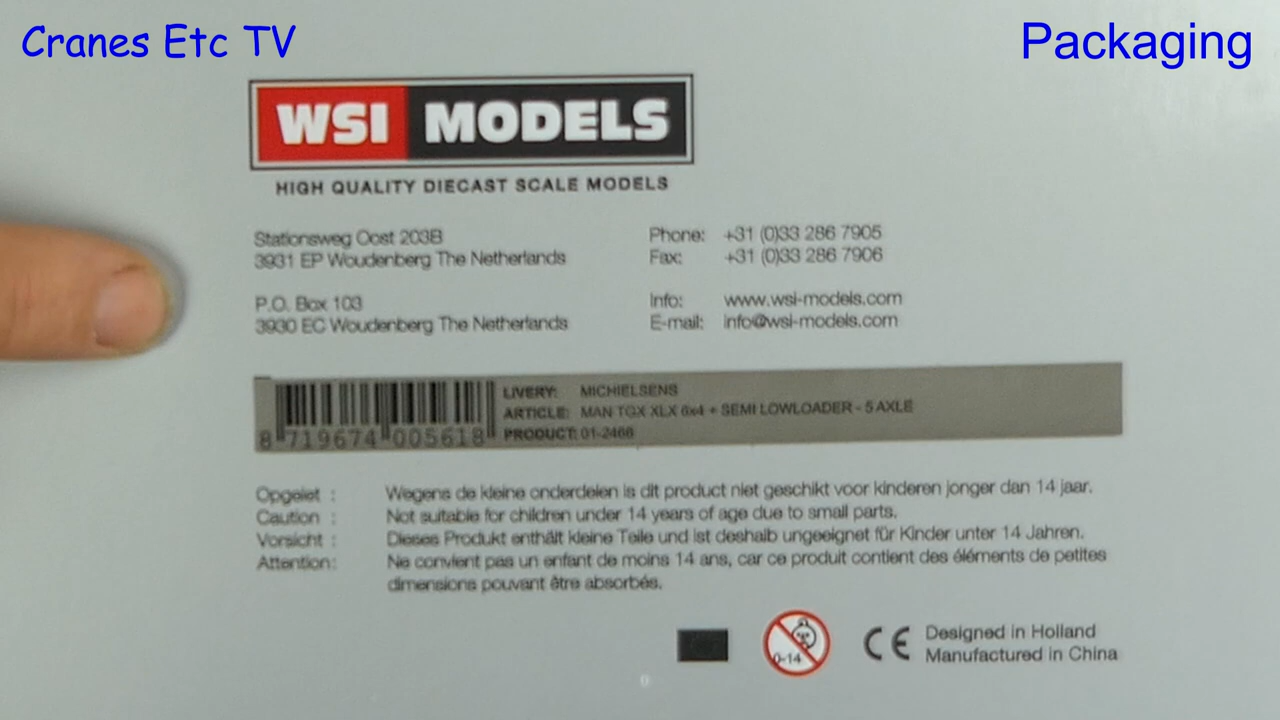 Cranes Etc TV
Packaging
WSI MODELS
HIGH QUALITY DIECAST SCALE MODELS
Stationsweg Oost 203B
3931 EP Woudenberg The Netherlands
Phone: +31 (0)33 286 7905
Fax: +31 (0)33 286 7906
P.O. Box 103
3930 EC Woudenberg The Netherlands
Info: www.wsi-models.com
E-mail: info@wsi-models.com
LIVERY: MICHIELSENS
ARTICLE: MAN TGX XLX 6x4 + SEMI LOWLOADER - 5 AXLE
PRODUCT: 01-2466
8 719674 005618
Opgelet : Wegens de kleine onderdelen is dit product niet geschikt voor kinderen jonger dan 14 jaar.
Caution : Not suitable for children under 14 years of age due to small parts.
Vorsicht : Dieses Produkt enthält kleine Teile und ist deshalb ungeeignet für Kinder unter 14 Jahren.
Attention: Ne convient pas un enfant de moins 14 ans, car ce produit contient des éléments de petites
dimensions pouvant être absorbés.
0-14
CE
Designed in Holland
Manufactured in China